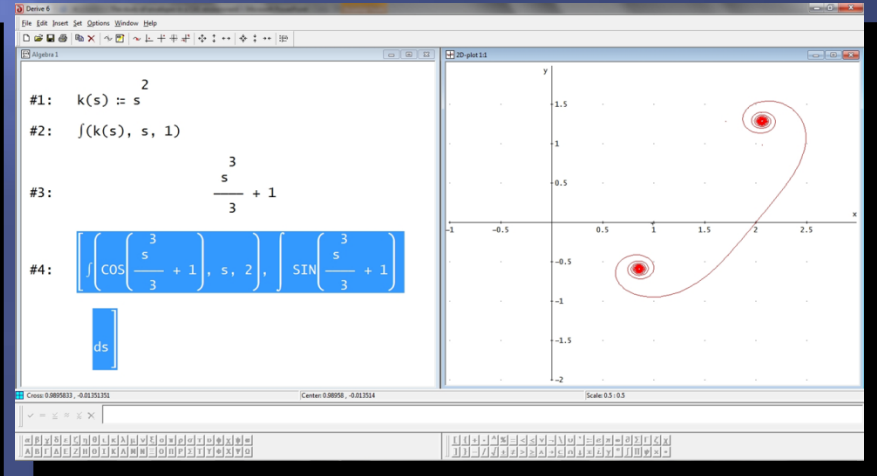 Derive 6
File Edit Insert Set Options Window Help
Algebra 1
#1: k(s) ≔ s^2
#2: ∫(k(s), s, 1)
#3: s^3/3 + 1
#4: [∫(COS(s^3/3 + 1), s, 2), ∫ SIN(s^3/3 + 1)
ds]
2D-plot 1:1
y
1.5
1
0.5
x
-1 -0.5 0.5 1 1.5 2 2.5
-0.5
-1
-1.5
-2
Cross: 0.9895833 , -0.01351351 Center: 0.98958 , -0.013514 Scale: 0.5 : 0.5